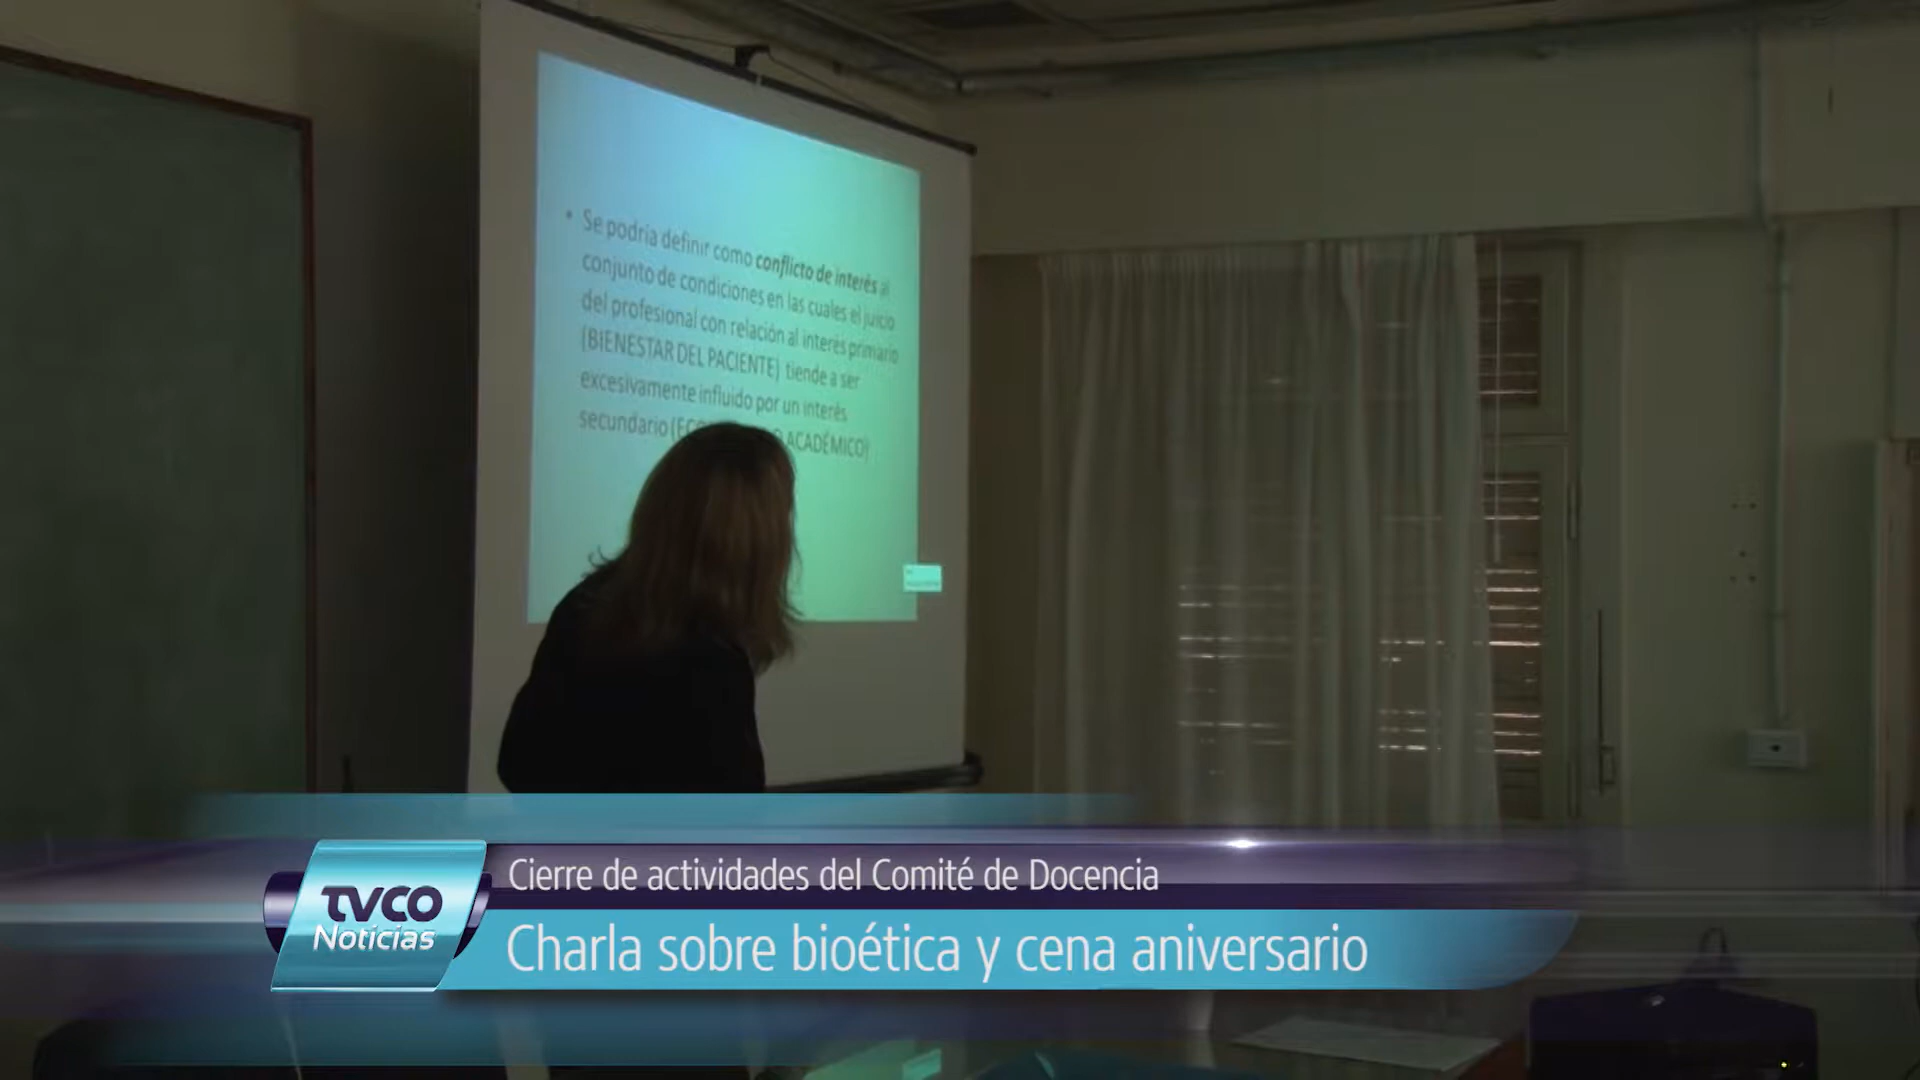 • Se podría definir como conflicto de interés al
conjunto de condiciones en las cuales el juicio
del profesional con relación al interés primario
(BIENESTAR DEL PACIENTE) tiende a ser
excesivamente influido por un interés
secundario ( ACADÉMICO)
Cierre de actividades del Comité de Docencia
TVCO
Noticias
Charla sobre bioética y cena aniversario